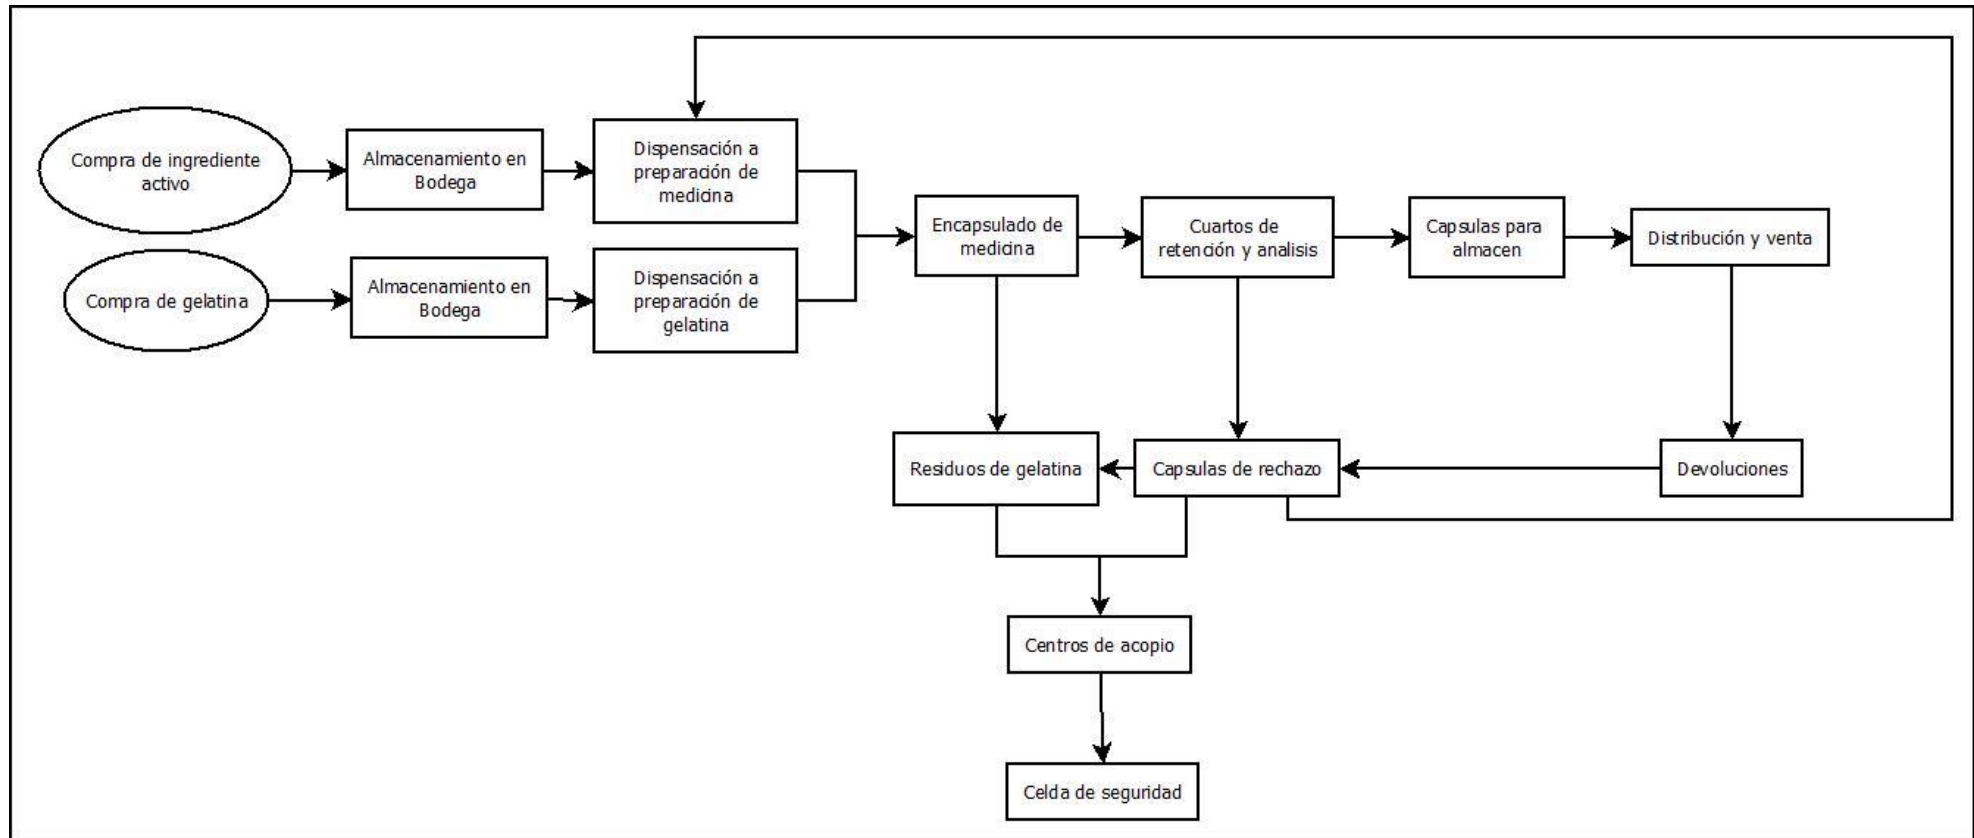 Compra de ingrediente
activo
Almacenamiento en
Bodega
Dispensación a
preparación de
medicina
Compra de gelatina
Almacenamiento en
Bodega
Dispensación a
preparación de
gelatina
Encapsulado de
medicina
Cuartos de
retención y analisis
Capsulas para
almacen
Distribución y venta
Residuos de gelatina
Capsulas de rechazo
Devoluciones
Centros de acopio
Celda de seguridad